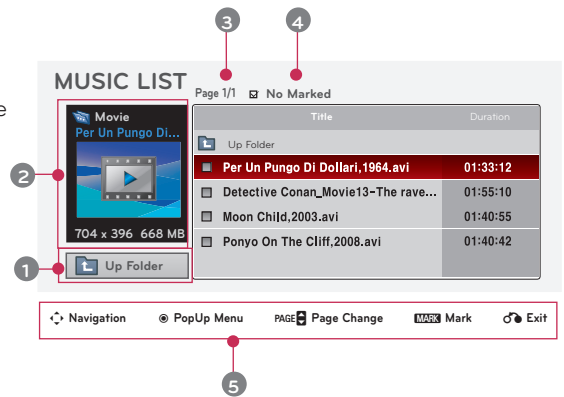 3
4
MUSIC LIST
Page 1/1 No Marked
e
Movie
Per Un Pungo Di...
704 x 396 668 MB
Title Duration
Up Folder
Per Un Pungo Di Dollari,1964.avi 01:33:12
Detective Conan_Movie13-The rave... 01:55:10
Moon Child,2003.avi 01:40:55
Ponyo On The Cliff,2008.avi 01:40:42
2
1
Up Folder
Navigation PopUp Menu PAGE Page Change MARK Mark Exit
5